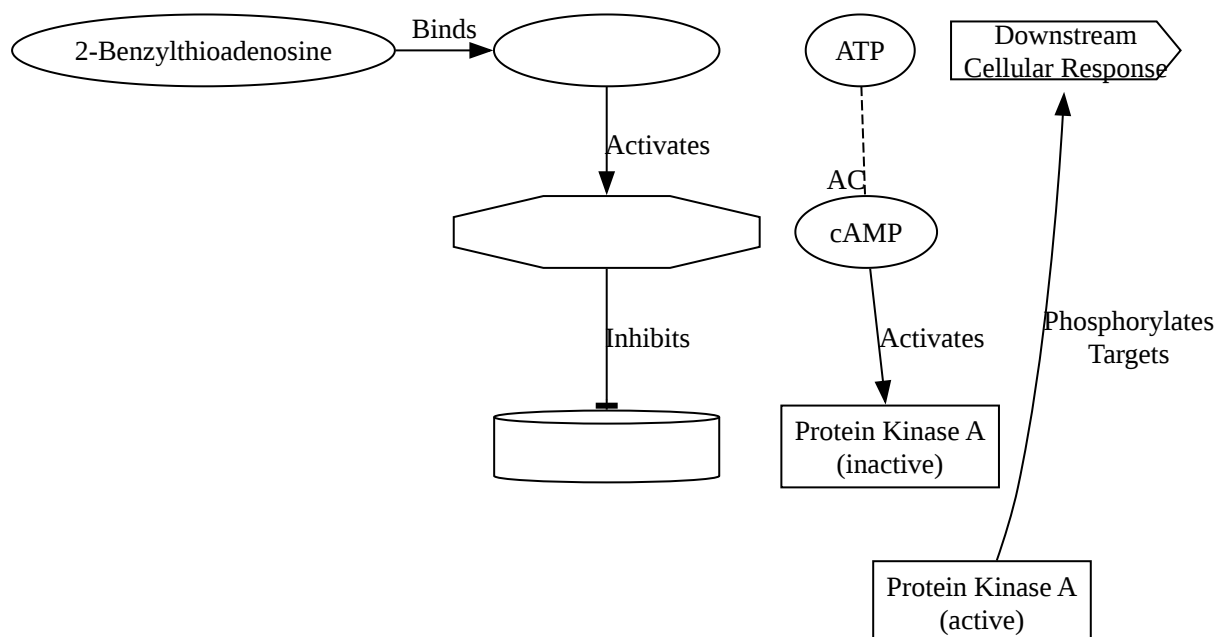 2-Benzylthioadenosine
Binds
ATP
Downstream
Cellular Response
Activates
AC
cAMP
Inhibits
Activates
Phosphorylates
Targets
Protein Kinase A
(inactive)
Protein Kinase A
(active)